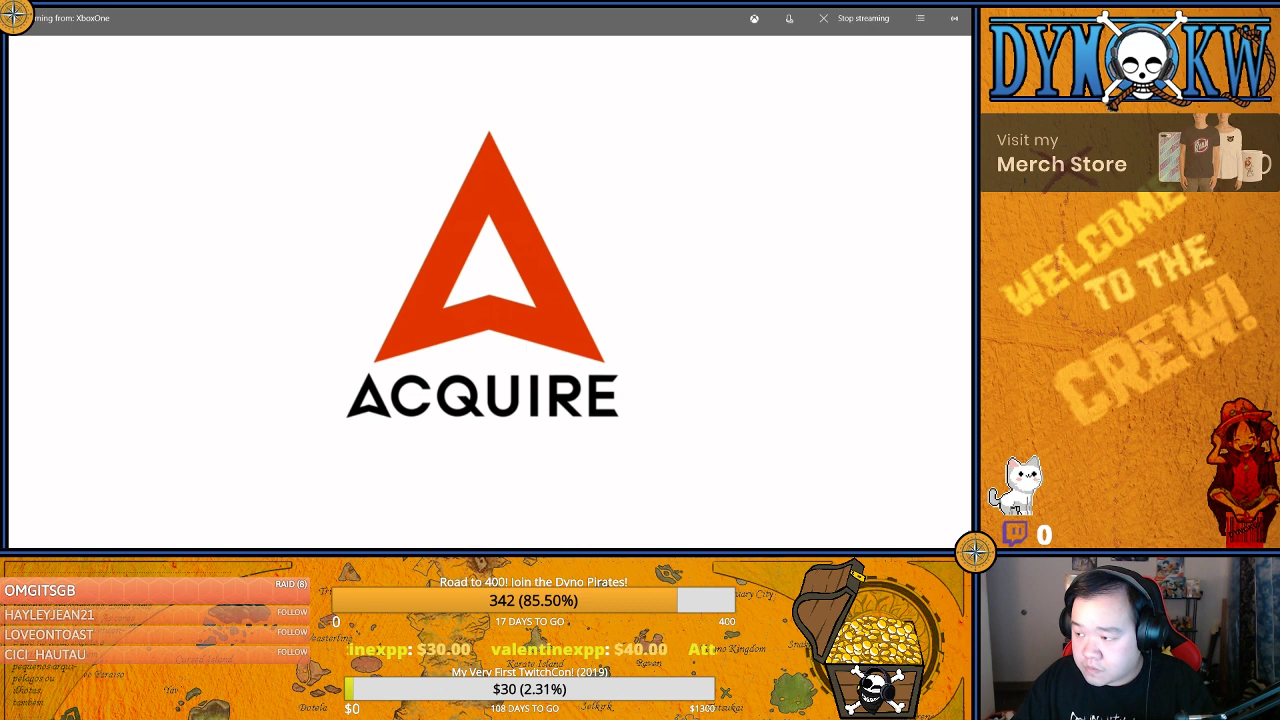 ming from: XboxOne
Stop streaming
DYNOKW
Visit my
Merch Store
WELCOME
TO THE
CREW!
ACQUIRE
0
OMGITSGB
RAID (8)
HAYLEYJEAN21
FOLLOW
LOVEONTOAST
FOLLOW
CICI_HAUTAU
FOLLOW
Road to 400! Join the Dyno Pirates!
342 (85.50%)
0
17 DAYS TO GO
400
inexpp: $30.00 valentinexpp: $40.00 Att
Karate Island
My Very First TwitchCon! (2019)
$30 (2.31%)
$0
108 DAYS TO GO
$1300